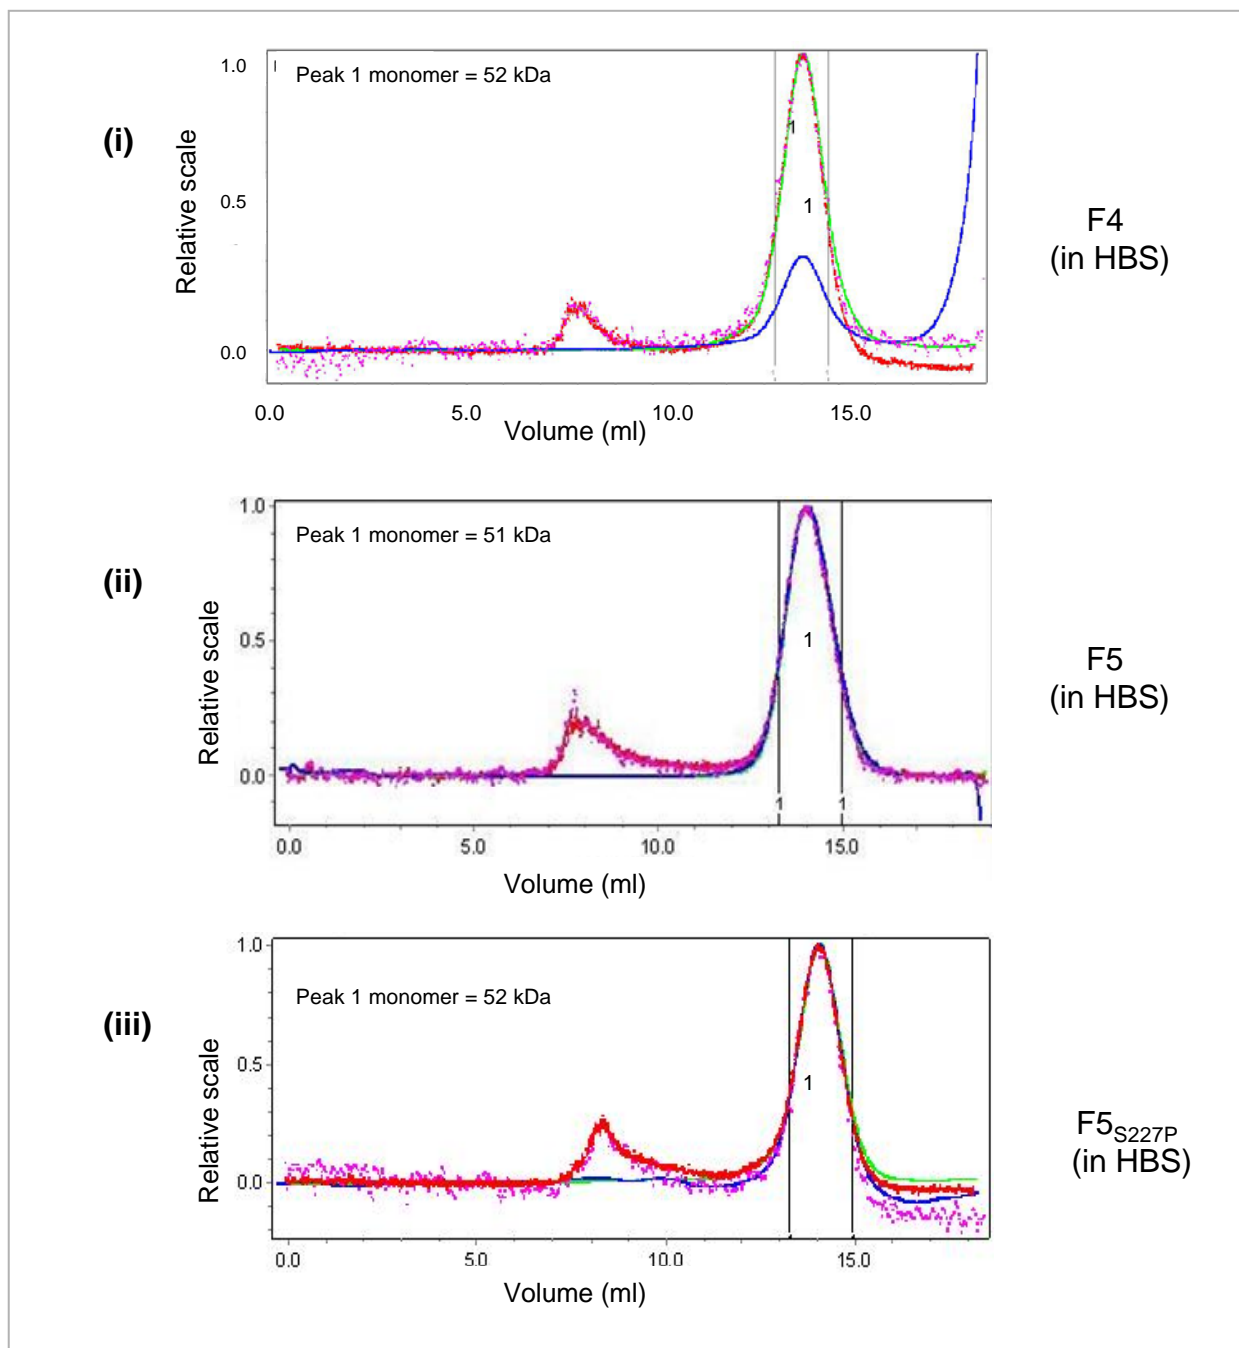 1.0
Peak 1 monomer = 52 kDa
(i)
Relative scale
1
0.5
1
F4
(in HBS)
0.0
0.0 5.0 10.0 15.0
Volume (ml)
1.0
Peak 1 monomer = 51 kDa
(ii)
Relative scale
0.5
1
F5
(in HBS)
0.0
1 1
0.0 5.0 10.0 15.0
Volume (ml)
1.0
Peak 1 monomer = 52 kDa
(iii)
Relative scale
0.5
1
F5S227P
(in HBS)
0.0
0.0 5.0 10.0 15.0
Volume (ml)